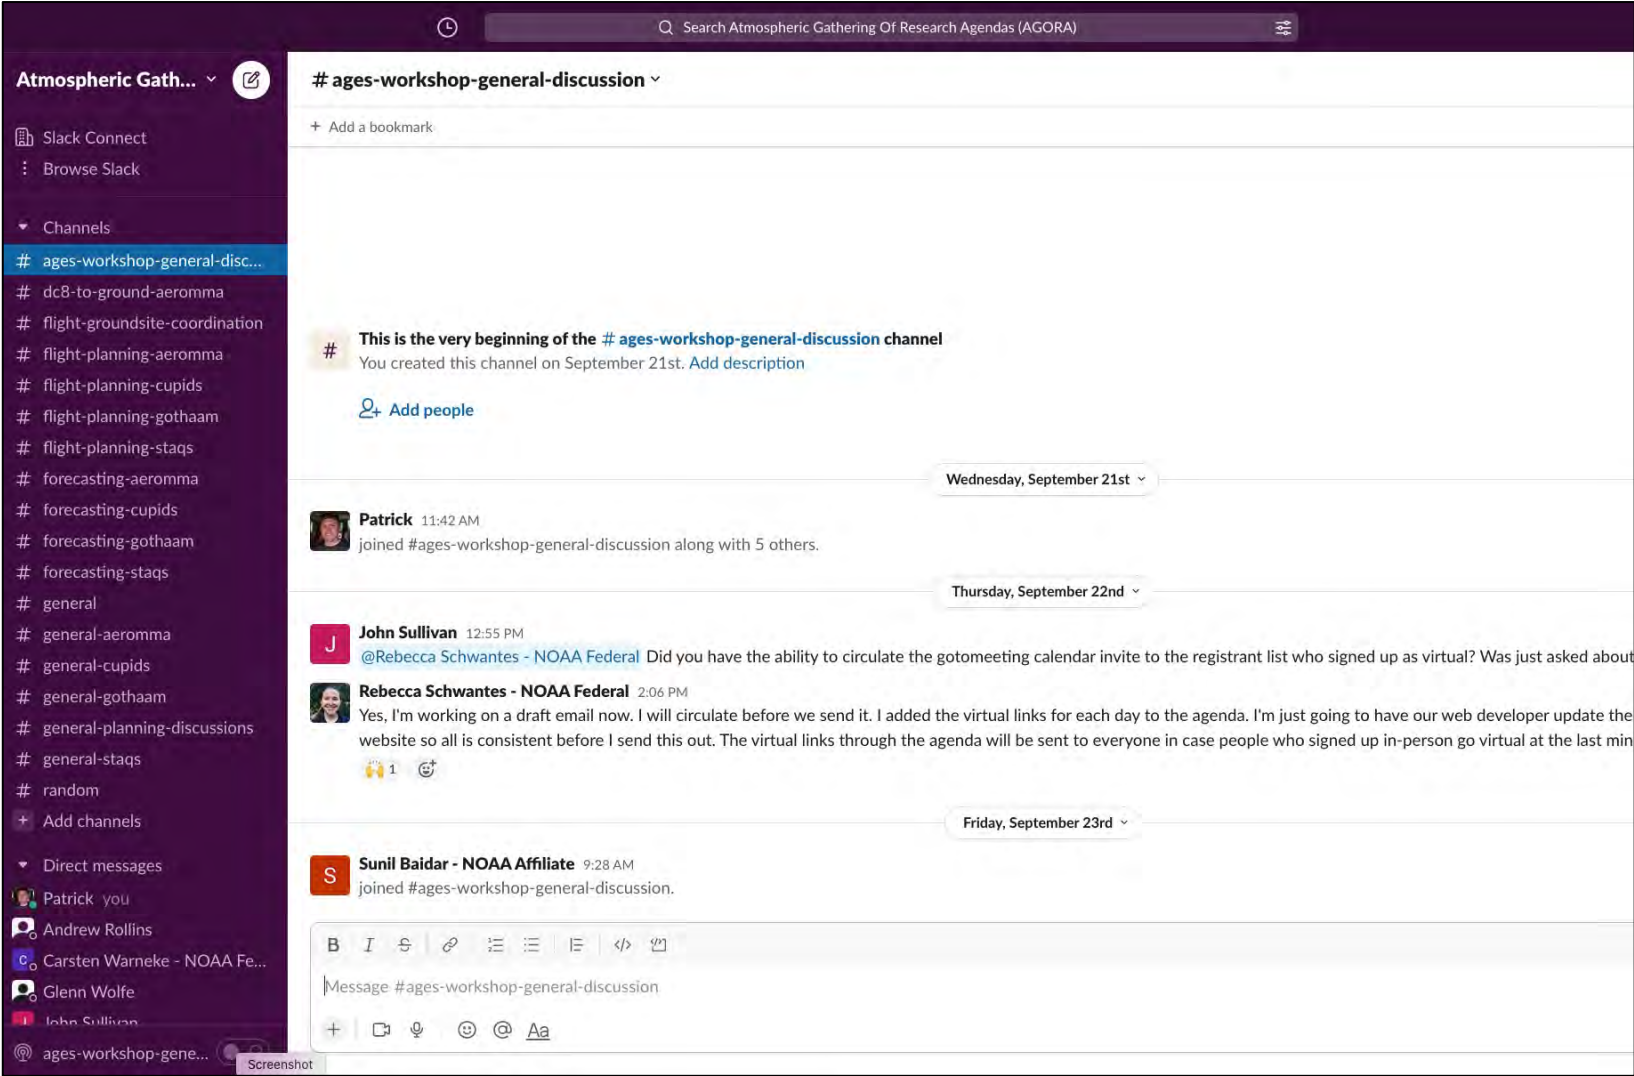 Search Atmospheric Gathering Of Research Agendas (AGORA)
Atmospheric Gath...
Slack Connect
Browse Slack
Channels
# ages-workshop-general-disc...
# dc8-to-ground-aeromma
# flight-groundsite-coordination
# flight-planning-aeromma
# flight-planning-cupids
# flight-planning-gothaam
# flight-planning-staqs
# forecasting-aeromma
# forecasting-cupids
# forecasting-gothaam
# forecasting-staqs
# general
# general-aeromma
# general-cupids
# general-gothaam
# general-planning-discussions
# general-staqs
# random
+ Add channels
Direct messages
Patrick you
Andrew Rollins
C Carsten Warneke - NOAA Fe...
Glenn Wolfe
J John Sullivan
ages-workshop-gene...
Screenshot
# ages-workshop-general-discussion
+ Add a bookmark
# This is the very beginning of the # ages-workshop-general-discussion channel
You created this channel on September 21st. Add description
Add people
Wednesday, September 21st
Patrick 11:42 AM
joined #ages-workshop-general-discussion along with 5 others.
Thursday, September 22nd
J John Sullivan 12:55 PM
@Rebecca Schwantes - NOAA Federal Did you have the ability to circulate the gotomeeting calendar invite to the registrant list who signed up as virtual? Was just asked about
Rebecca Schwantes - NOAA Federal 2:06 PM
Yes, I'm working on a draft email now. I will circulate before we send it. I added the virtual links for each day to the agenda. I'm just going to have our web developer update the
website so all is consistent before I send this out. The virtual links through the agenda will be sent to everyone in case people who signed up in-person go virtual at the last min
🙌 1
Friday, September 23rd
S Sunil Baidar - NOAA Affiliate 9:28 AM
joined #ages-workshop-general-discussion.
B I S </>
Message #ages-workshop-general-discussion
+ @ Aa